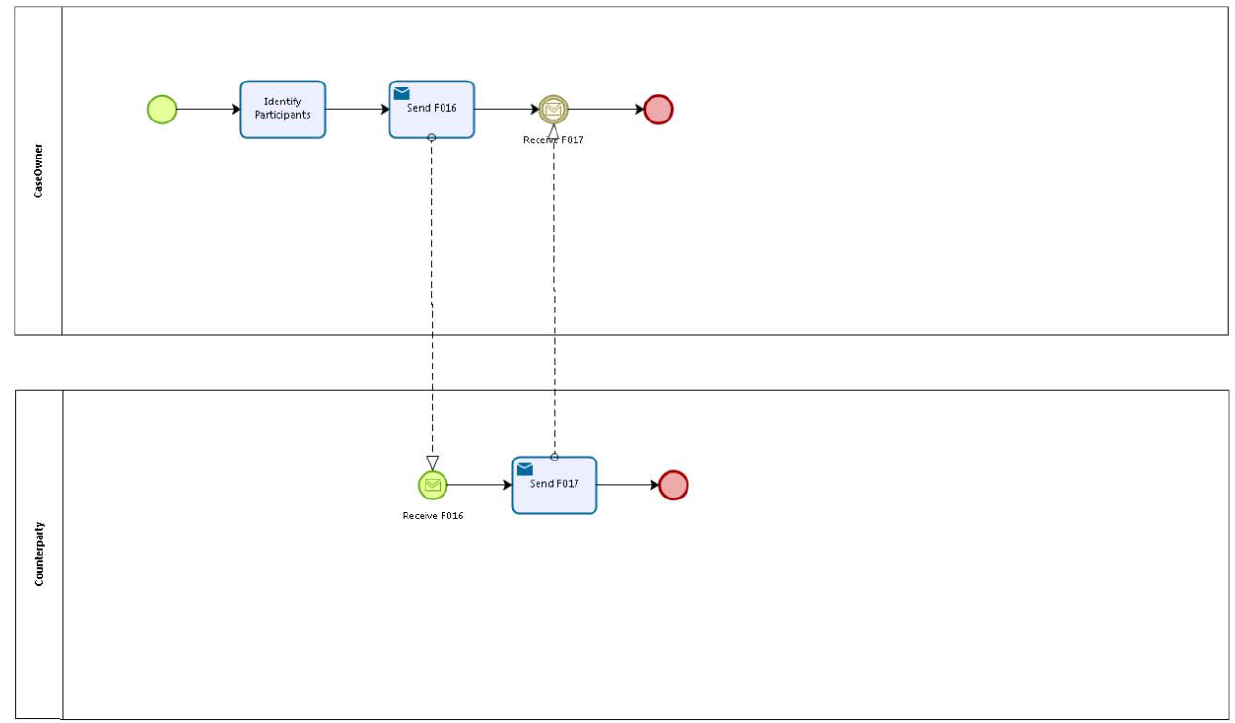 CaseOwner
Identify
Participants
Send F016
Receive F017
Counterparty
Receive F016
Send F017